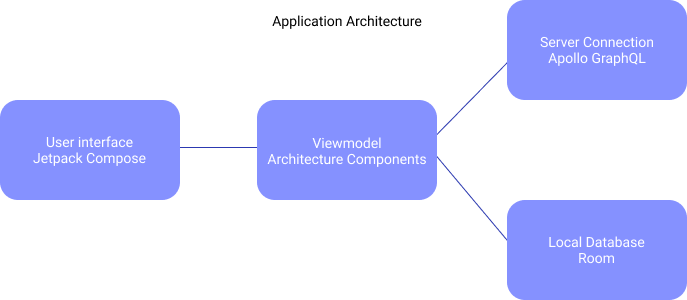 Application Architecture
Server Connection
Apollo GraphQL
User interface
Jetpack Compose
Viewmodel
Architecture Components
Local Database
Room